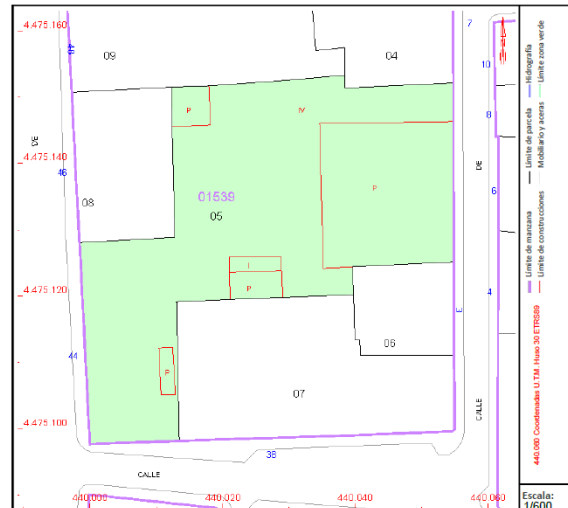 4.475.160
4.475.140
4.475.120
4.475.100
440.000
440.020
440.040
440.060
48
46
44
38
7
10
8
6
4
3
09
04
08
01539
05
06
07
P
IV
P
I
P
P
DE
DE
CALLE
CALLE
Hidrografía
Límite zona verde
Límite de parcela
Mobiliario y aceras
Límite de manzana
Límite de construcciones
440.060 Coordenadas U.T.M. Huso 30 ETRS89
Escala:
1/600